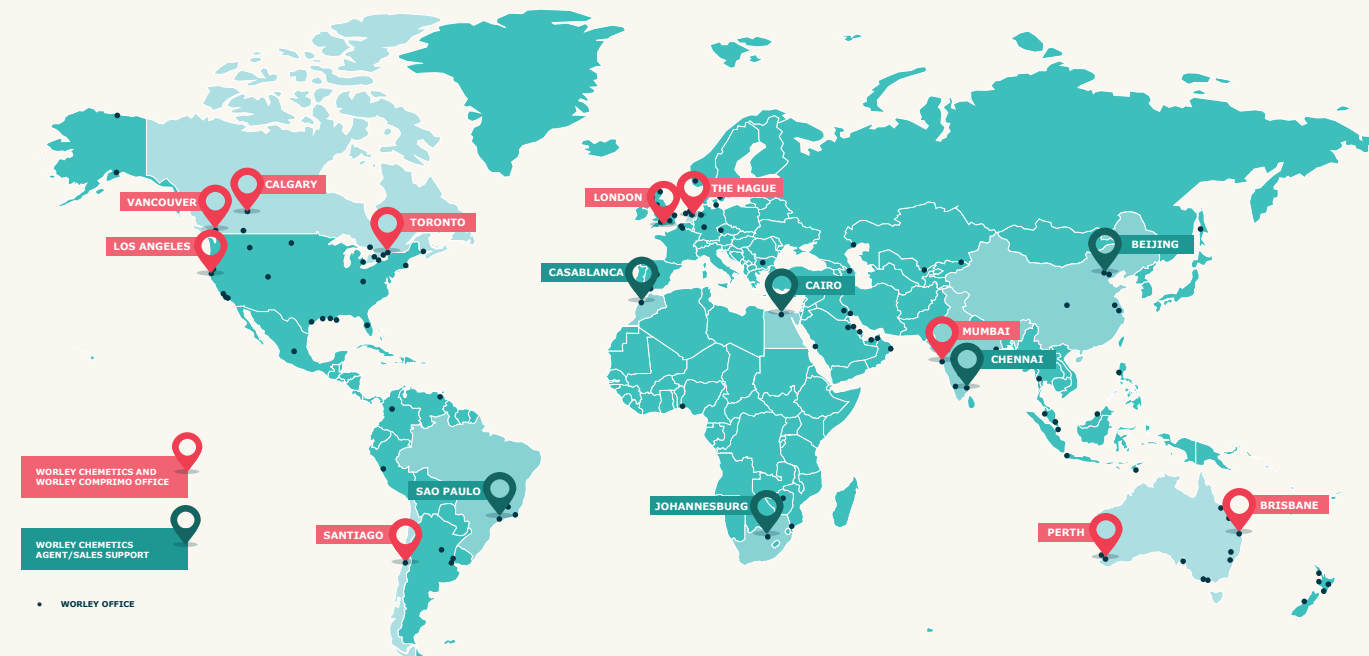 CALGARY
VANCOUVER
TORONTO
LOS ANGELES
LONDON
THE HAGUE
CASABLANCA
CAIRO
BEIJING
MUMBAI
CHENNAI
WORLEY CHEMETICS AND
WORLEY COMPRIMO OFFICE
SAO PAULO
JOHANNESBURG
BRISBANE
SANTIAGO
PERTH
WORLEY CHEMETICS
AGENT/SALES SUPPORT
WORLEY OFFICE